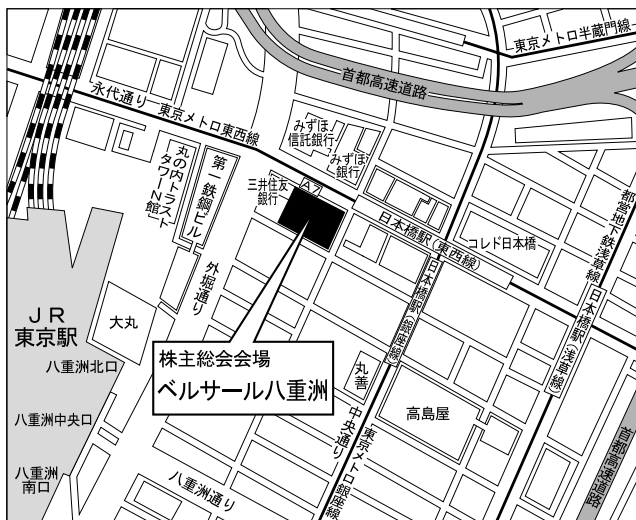 東京メトロ半蔵門線
首都高速道路
永代通り
東京メトロ東西線
みずほ
信託銀行
みずほ
銀行
丸の内トラスト
タワーN館
第一鉄鋼ビル
三井住友
銀行
A7
日本橋駅(東西線)
コレド日本橋
都営地下鉄浅草線
日本橋駅(浅草線)
日本橋駅(銀座線)
外堀通り
JR
東京駅
大丸
八重洲北口
株主総会会場
ベルサール八重洲
丸善
高島屋
中央通り
東京メトロ銀座線
八重洲中央口
八重洲
南口
八重洲通り
首都高速道路